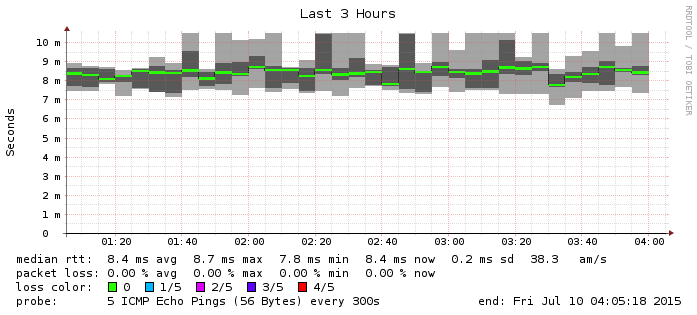 Last 3 Hours
RRDTOOL / TOBI OETIKER
Seconds
10 m
9 m
8 m
7 m
6 m
5 m
4 m
3 m
2 m
1 m
0
01:20 01:40 02:00 02:20 02:40 03:00 03:20 03:40 04:00
median rtt: 8.4 ms avg 8.7 ms max 7.8 ms min 8.4 ms now 0.2 ms sd 38.3 am/s
packet loss: 0.00 % avg 0.00 % max 0.00 % min 0.00 % now
loss color: 0 1/5 2/5 3/5 4/5
probe: 5 ICMP Echo Pings (56 Bytes) every 300s end: Fri Jul 10 04:05:18 2015